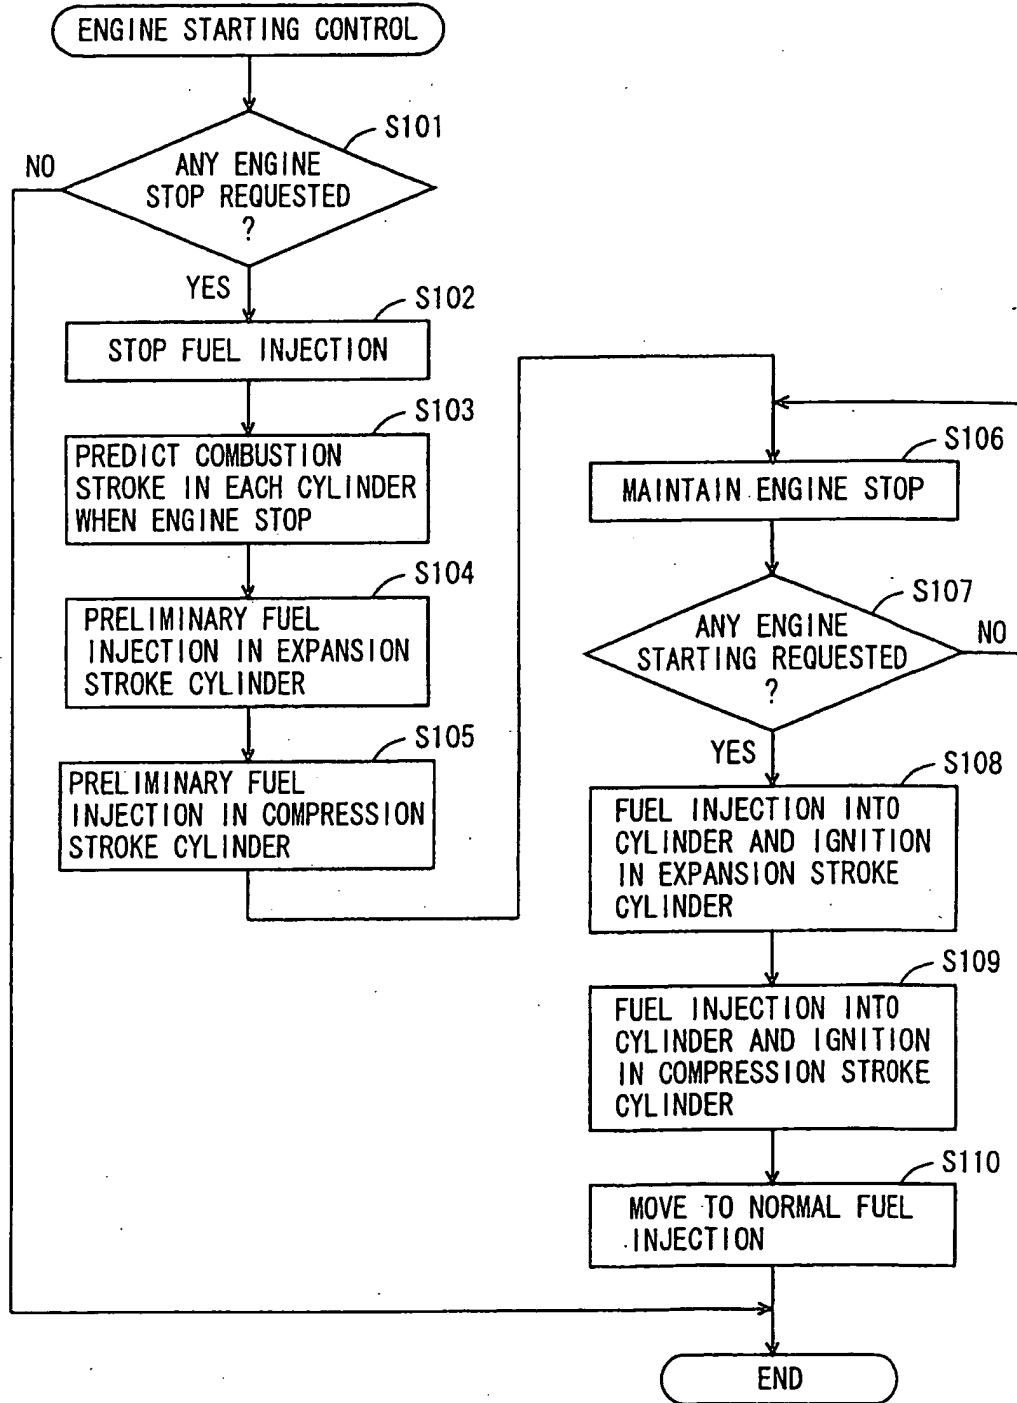 ENGINE STARTING CONTROL
S101
NO
ANY ENGINE
STOP REQUESTED
?
YES
S102
STOP FUEL INJECTION
S103
PREDICT COMBUSTION
STROKE IN EACH CYLINDER
WHEN ENGINE STOP
S104
PRELIMINARY FUEL
INJECTION IN EXPANSION
STROKE CYLINDER
S105
PRELIMINARY FUEL
INJECTION IN COMPRESSION
STROKE CYLINDER
S106
MAINTAIN ENGINE STOP
S107
ANY ENGINE
STARTING REQUESTED
?
NO
YES
S108
FUEL INJECTION INTO
CYLINDER AND IGNITION
IN EXPANSION STROKE
CYLINDER
S109
FUEL INJECTION INTO
CYLINDER AND IGNITION
IN COMPRESSION STROKE
CYLINDER
S110
MOVE TO NORMAL FUEL
INJECTION
END